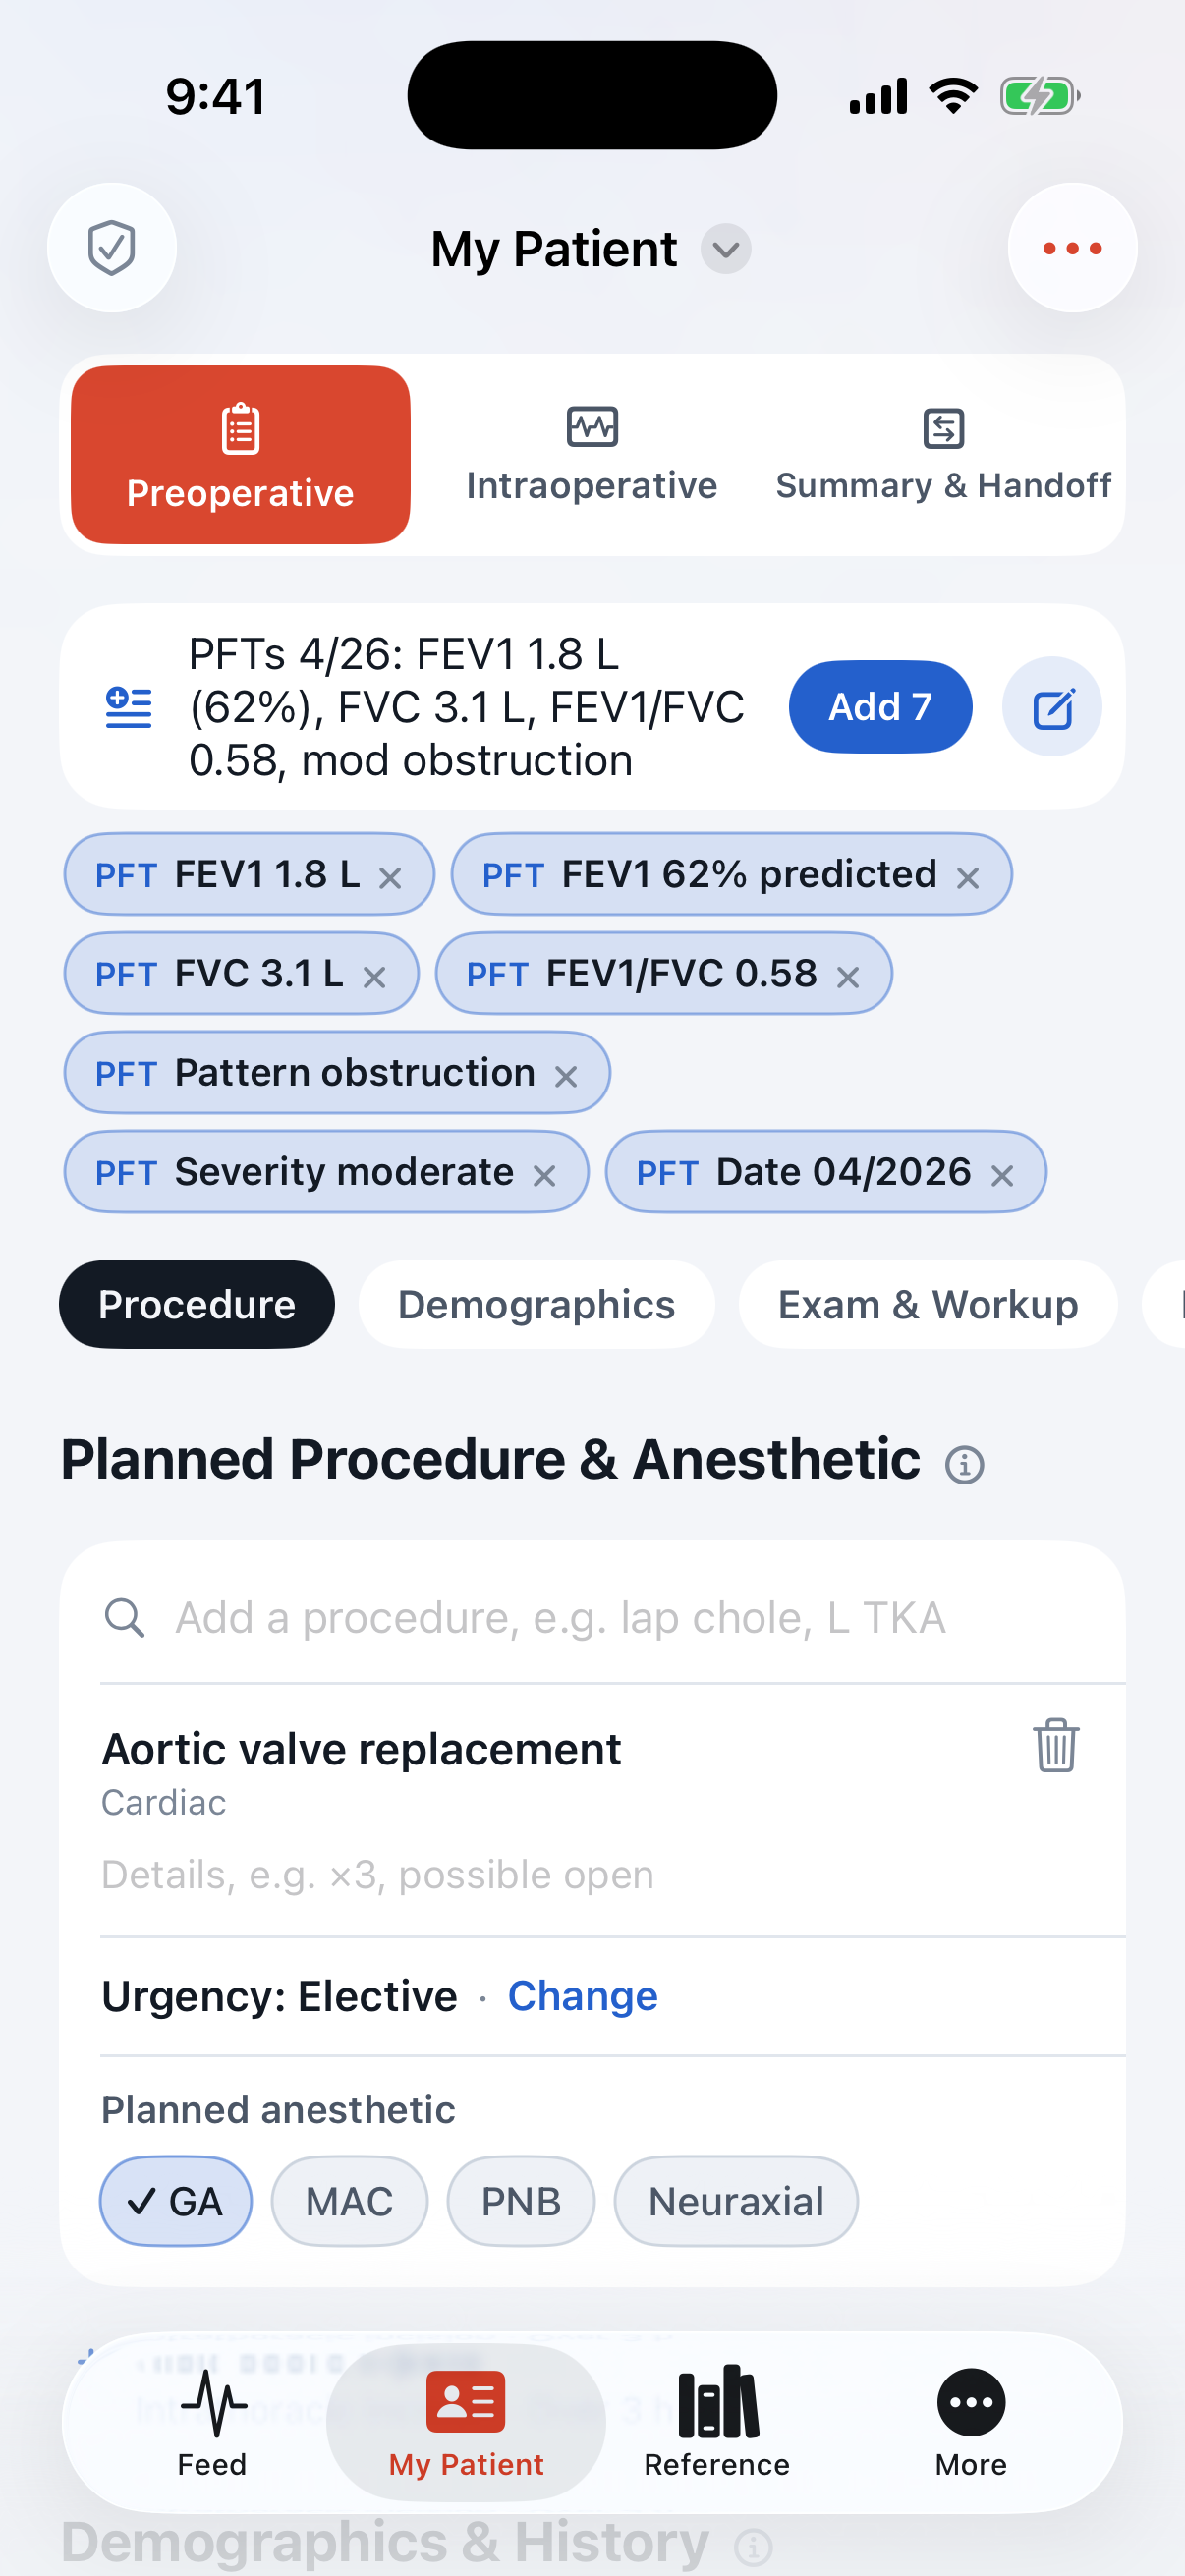 9:41
My Patient
Preoperative
Intraoperative
Summary & Handoff
PFTs 4/26: FEV1 1.8 L
(62%), FVC 3.1 L, FEV1/FVC
0.58, mod obstruction
Add 7
PFT FEV1 1.8 L ×
PFT FEV1 62% predicted ×
PFT FVC 3.1 L ×
PFT FEV1/FVC 0.58 ×
PFT Pattern obstruction ×
PFT Severity moderate ×
PFT Date 04/2026 ×
Procedure
Demographics
Exam & Workup
Planned Procedure & Anesthetic
Add a procedure, e.g. lap chole, L TKA
Aortic valve replacement
Cardiac
Details, e.g. ×3, possible open
Urgency: Elective · Change
Planned anesthetic
✓ GA
MAC
PNB
Neuraxial
Feed
My Patient
Reference
More
Demographics & History